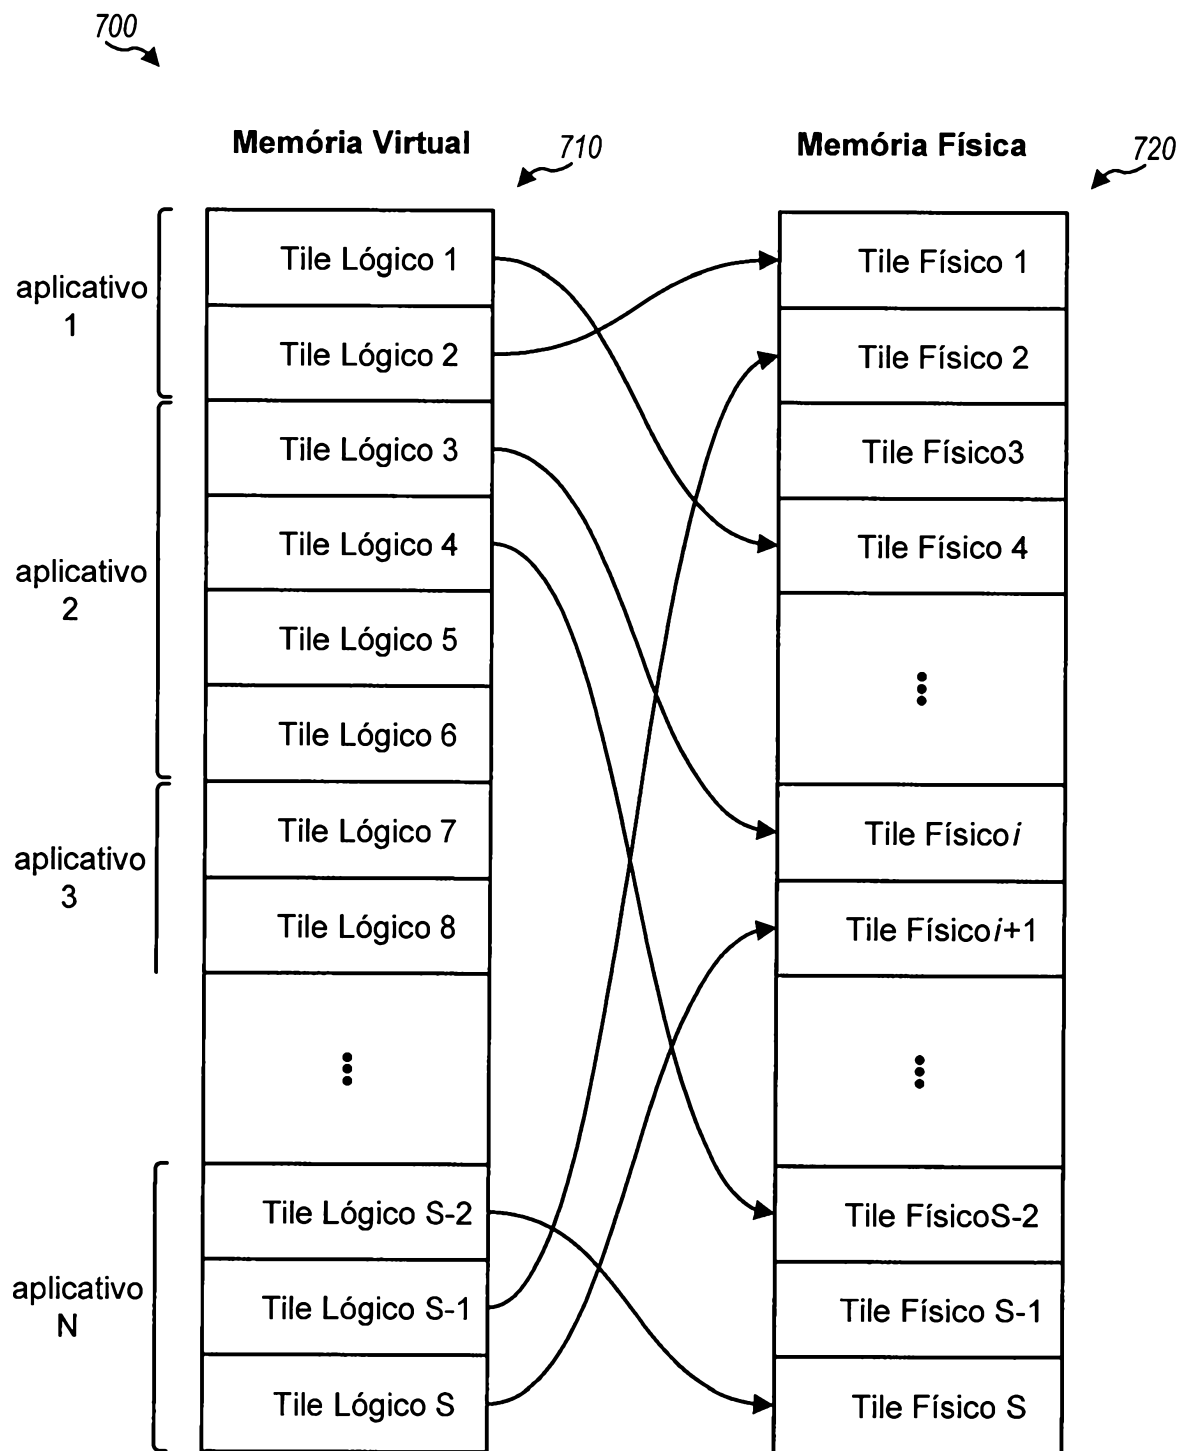 700
Memória Virtual
710
Memória Física
720
aplicativo
1
Tile Lógico 1
Tile Lógico 2
aplicativo
2
Tile Lógico 3
Tile Lógico 4
Tile Lógico 5
Tile Lógico 6
aplicativo
3
Tile Lógico 7
Tile Lógico 8
aplicativo
N
Tile Lógico S-2
Tile Lógico S-1
Tile Lógico S
Tile Físico 1
Tile Físico 2
Tile Físico3
Tile Físico 4
Tile Físicoi
Tile Físicoi+1
Tile FísicoS-2
Tile Físico S-1
Tile Físico S